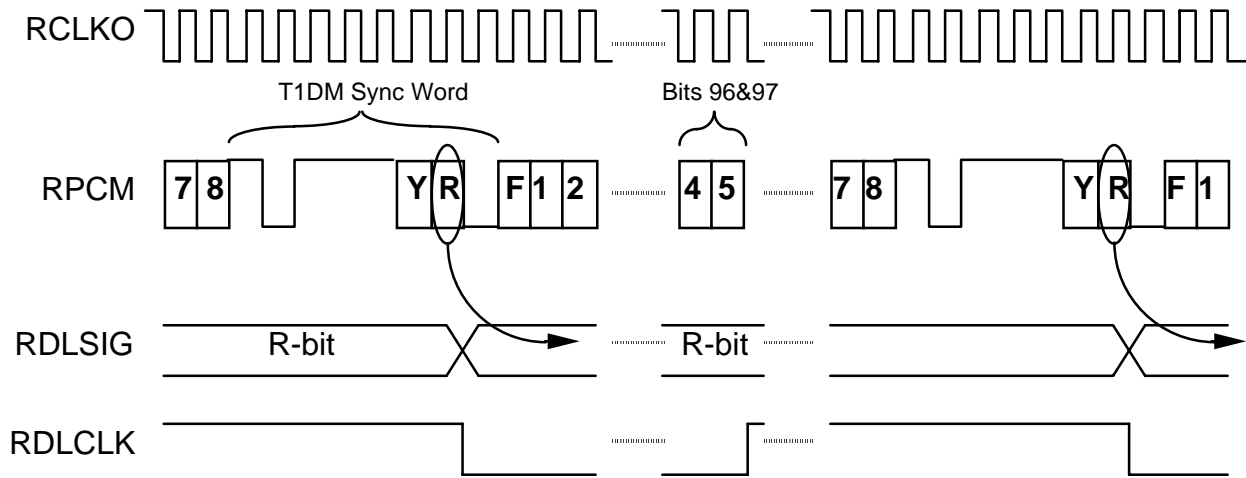 RCLKO
T1DM Sync Word
Bits 96&97
RPCM
7 8 Y R F 1 2 4 5 7 8 Y R F 1
RDLSIG
R-bit
R-bit
RDLCLK